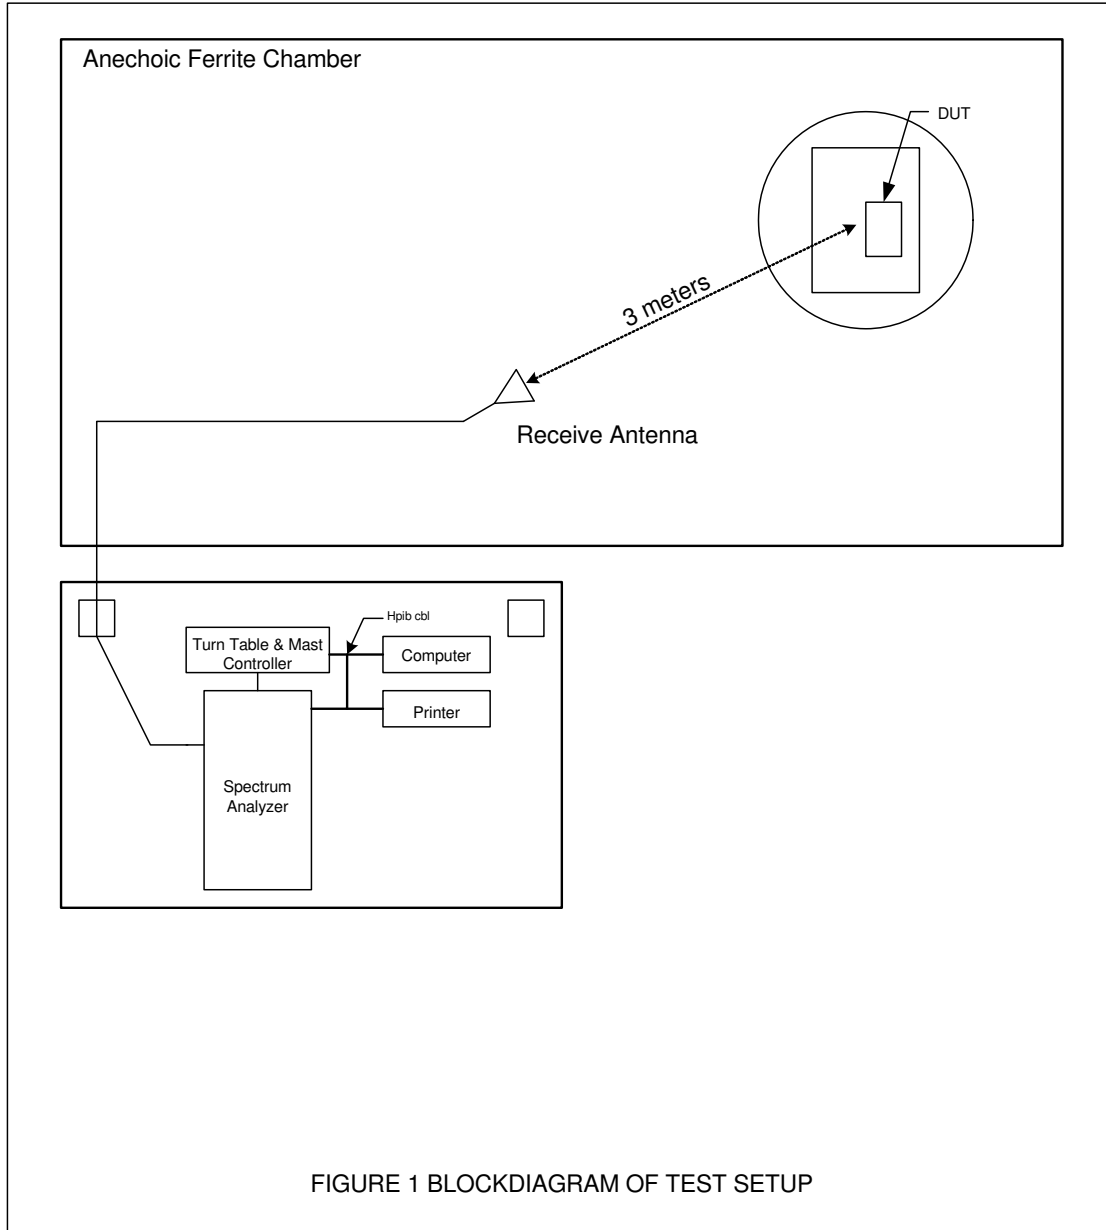 Anechoic Ferrite Chamber
DUT
3 meters
Receive Antenna
Hpib cbl
Turn Table & Mast
Controller
Computer
Printer
Spectrum
Analyzer
FIGURE 1 BLOCKDIAGRAM OF TEST SETUP